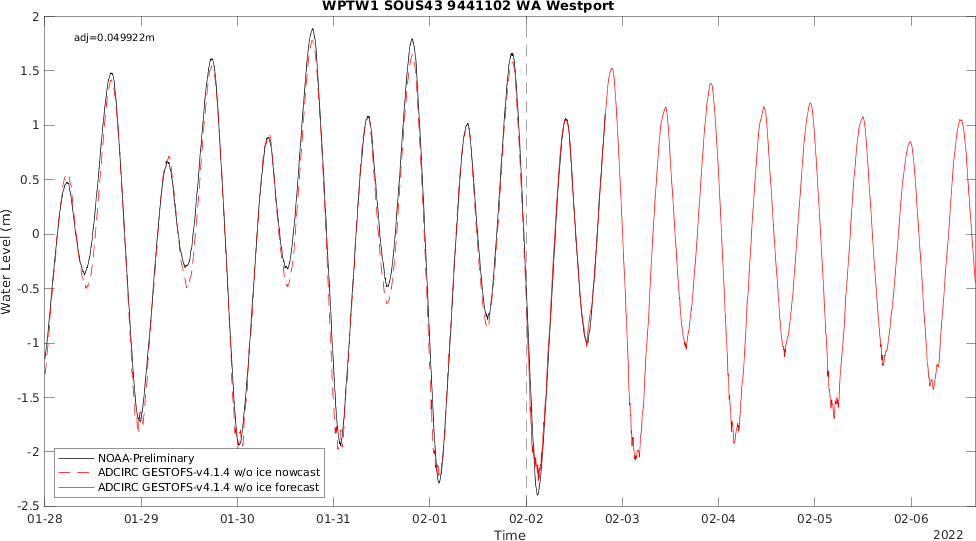 WPTW1 SOUS43 9441102 WA Westport
adj=0.049922m
Water Level (m)
2
1.5
1
0.5
0
-0.5
-1
-1.5
-2
-2.5
NOAA-Preliminary
ADCIRC GESTOFS-v4.1.4 w/o ice nowcast
ADCIRC GESTOFS-v4.1.4 w/o ice forecast
01-28 01-29 01-30 01-31 02-01 02-02 02-03 02-04 02-05 02-06
Time
2022